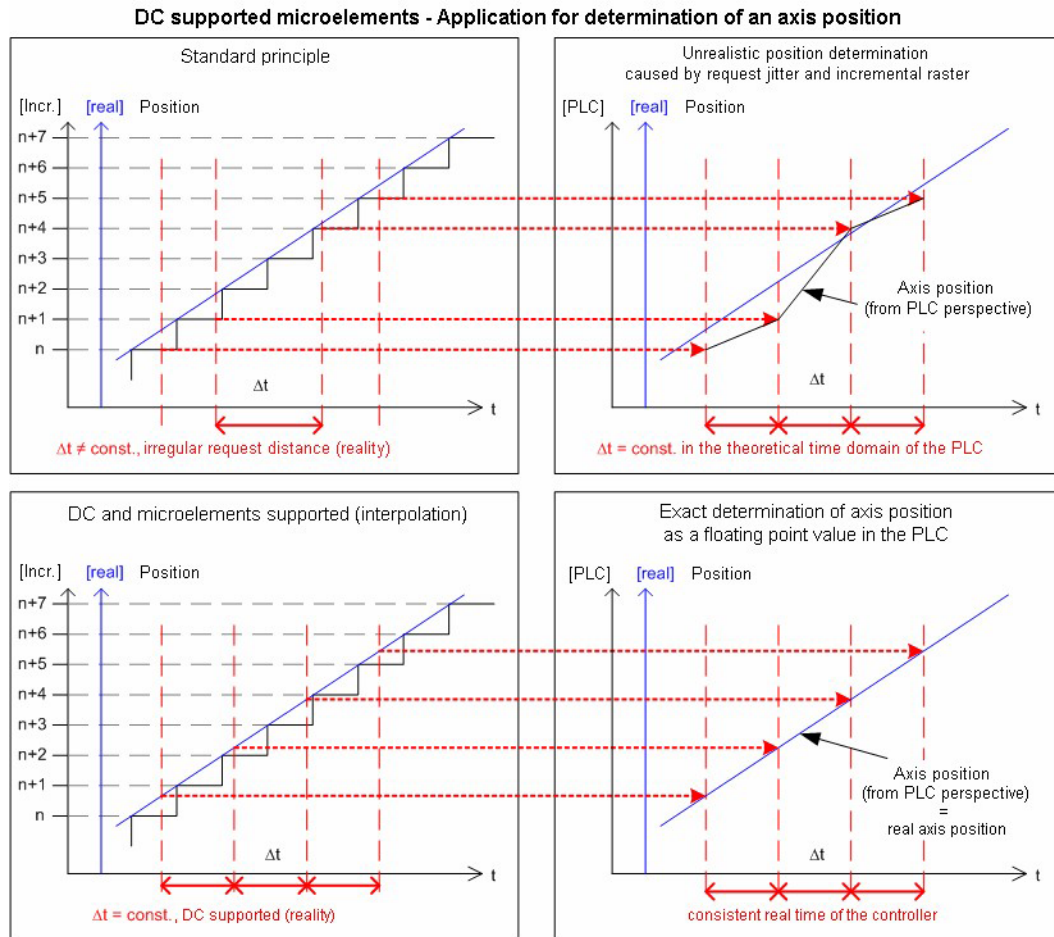 DC supported microelements - Application for determination of an axis position
Standard principle
[Incr.] [real] Position
n+7
n+6
n+5
n+4
n+3
n+2
n+1
n
Δt
t
Δt ≠ const., irregular request distance (reality)
Unrealistic position determination
caused by request jitter and incremental raster
[PLC] [real] Position
Axis position
(from PLC perspective)
Δt
t
Δt = const. in the theoretical time domain of the PLC
DC and microelements supported (interpolation)
[Incr.] [real] Position
n+7
n+6
n+5
n+4
n+3
n+2
n+1
n
Δt
t
Δt = const., DC supported (reality)
Exact determination of axis position
as a floating point value in the PLC
[PLC] [real] Position
Axis position
(from PLC perspective)
=
real axis position
Δt
t
consistent real time of the controller